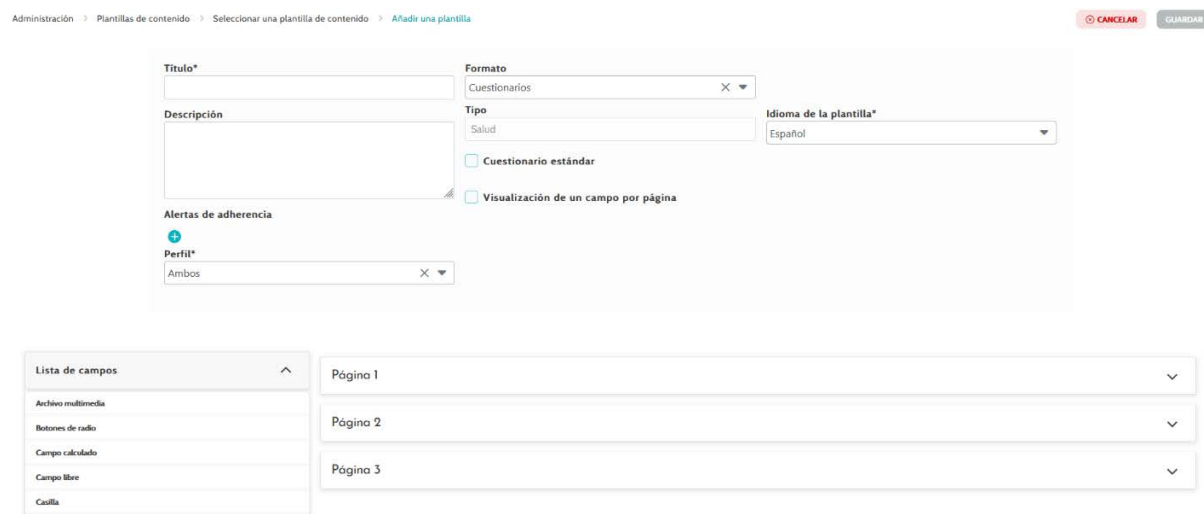 Administración > Plantillas de contenido > Seleccionar una plantilla de contenido > Añadir una plantilla
CANCELAR
GUARDAR
Título*
Formato
Cuestionarios
Descripción
Tipo
Salud
Idioma de la plantilla*
Español
Cuestionario estándar
Visualización de un campo por página
Alertas de adherencia
Perfil*
Ambos
Lista de campos
Archivo multimedia
Botones de radio
Campo calculado
Campo libre
Casilla
Página 1
Página 2
Página 3